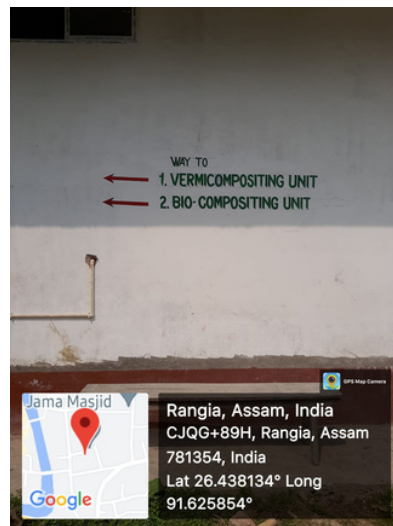 WAY TO
1. VERMICOMPOSITING UNIT
2. BIO-COMPOSITING UNIT
GPS Map Camera
Jama Masjid
Google
Rangia, Assam, India
CJQG+89H, Rangia, Assam
781354, India
Lat 26.438134° Long
91.625854°